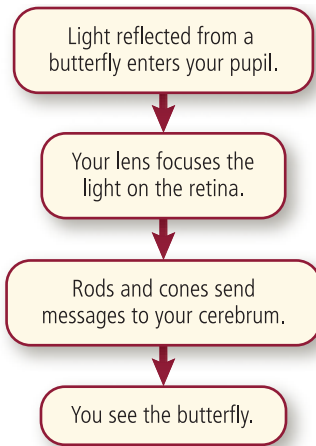 Light reflected from a
butterfly enters your pupil.
Your lens focuses the
light on the retina.
Rods and cones send
messages to your cerebrum.
You see the butterfly.